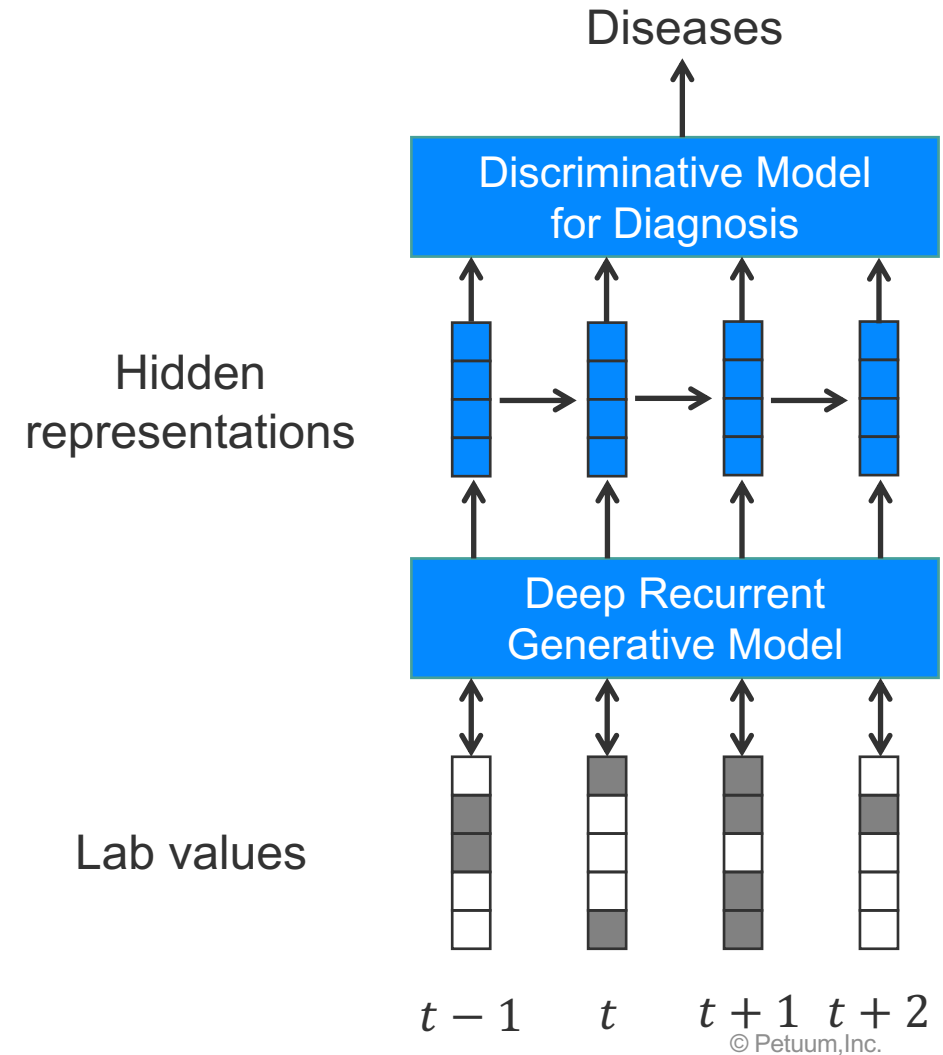 Diseases
Discriminative Model
for Diagnosis
Hidden
representations
Deep Recurrent
Generative Model
Lab values
t − 1 t t + 1 t + 2
© Petuum,Inc.